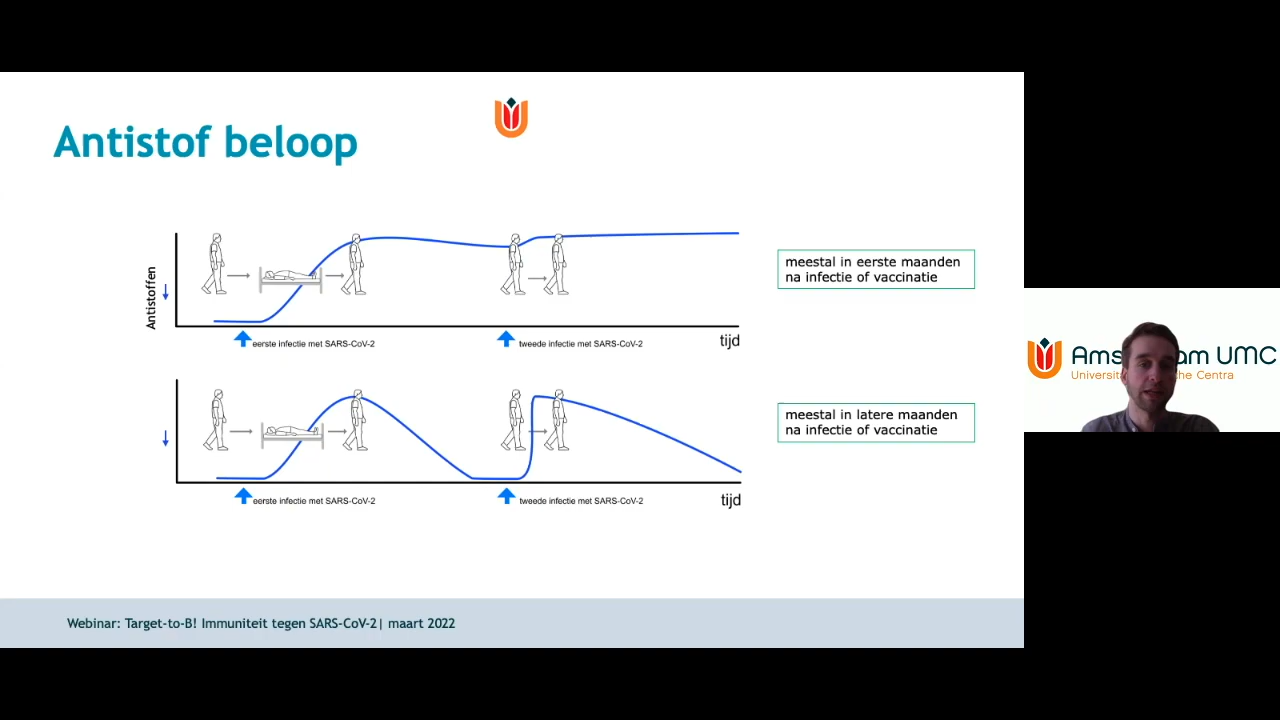 Antistof beloop
Antistoffen
eerste infectie met SARS-CoV-2
tweede infectie met SARS-CoV-2
tijd
meestal in eerste maanden
na infectie of vaccinatie
eerste infectie met SARS-CoV-2
tweede infectie met SARS-CoV-2
tijd
meestal in latere maanden
na infectie of vaccinatie
Webinar: Target-to-B! Immuniteit tegen SARS-CoV-2| maart 2022
UMC
Centra